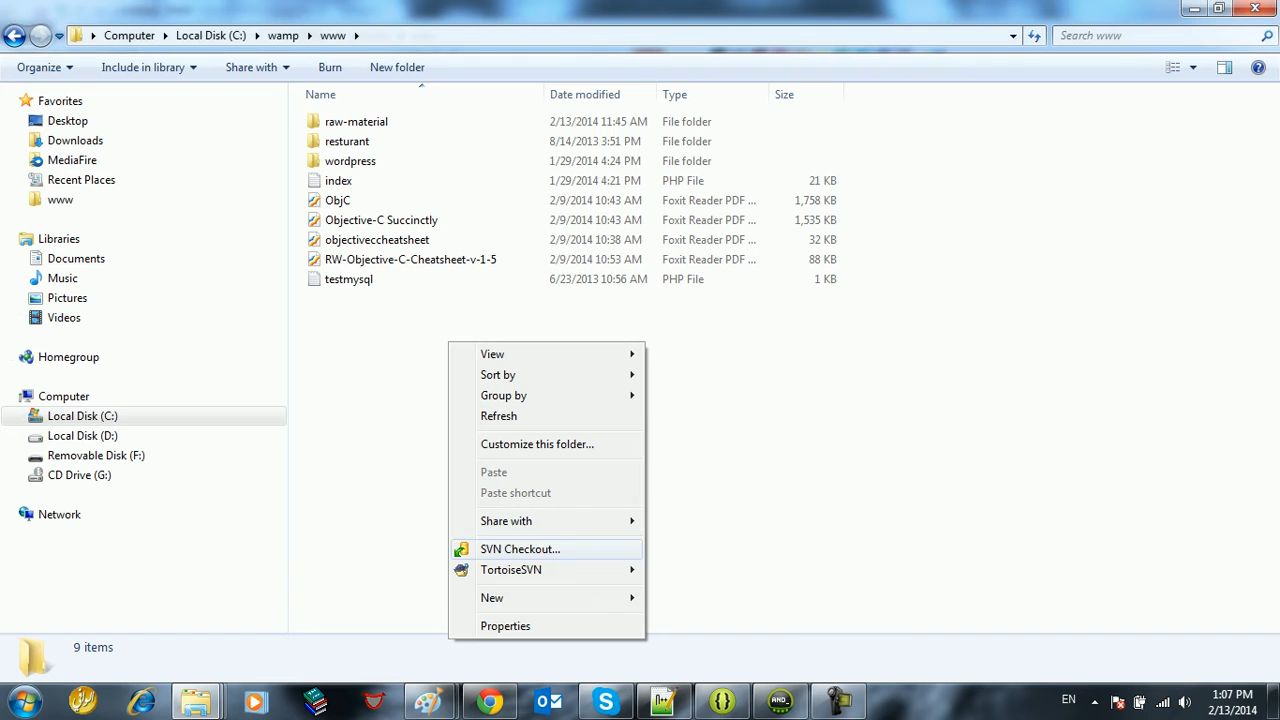 Computer Local Disk (C:) wamp www
Search www
Organize Include in library Share with Burn New folder
Name Date modified Type Size
Favorites
Desktop
Downloads
MediaFire
Recent Places
www
Libraries
Documents
Music
Pictures
Videos
Homegroup
Computer
Local Disk (C:)
Local Disk (D:)
Removable Disk (F:)
CD Drive (G:)
Network
raw-material 2/13/2014 11:45 AM File folder
resturant 8/14/2013 3:51 PM File folder
wordpress 1/29/2014 4:24 PM File folder
index 1/29/2014 4:21 PM PHP File 21 KB
ObjC 2/9/2014 10:43 AM Foxit Reader PDF ... 1,758 KB
Objective-C Succinctly 2/9/2014 10:43 AM Foxit Reader PDF ... 1,535 KB
objectiveccheatsheet 2/9/2014 10:38 AM Foxit Reader PDF ... 32 KB
RW-Objective-C-Cheatsheet-v-1-5 2/9/2014 10:53 AM Foxit Reader PDF ... 88 KB
testmysql 6/23/2013 10:56 AM PHP File 1 KB
View
Sort by
Group by
Refresh
Customize this folder...
Paste
Paste shortcut
Share with
SVN Checkout...
TortoiseSVN
New
Properties
9 items
EN
1:07 PM
2/13/2014